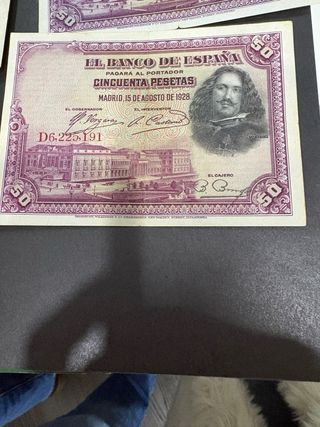 50
50
EL BANCO DE ESPAÑA
PAGARÁ AL PORTADOR
CINCUENTA PESETAS
MADRID, 15 DE AGOSTO DE 1928
EL GOBERNADOR
EL INTERVENTOR
D6,225,191
EL CAJERO
50
50